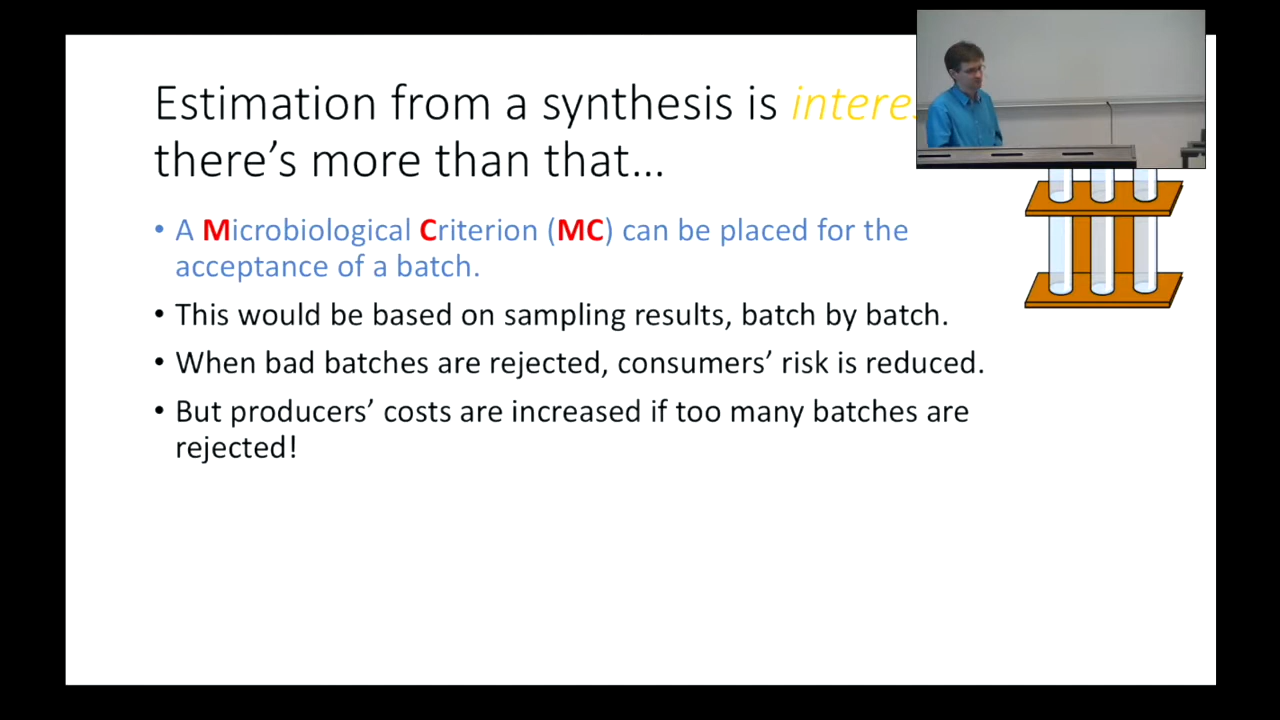 Estimation from a synthesis is
there’s more than that...
• A Microbiological Criterion (MC) can be placed for the
acceptance of a batch.
• This would be based on sampling results, batch by batch.
• When bad batches are rejected, consumers’ risk is reduced.
• But producers’ costs are increased if too many batches are
rejected!